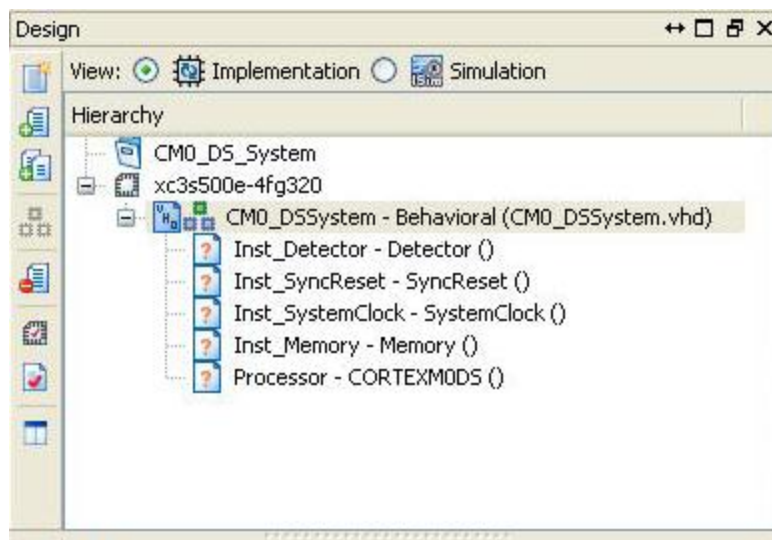 Design
View: Implementation Simulation
Hierarchy
CM0_DS_System
xc3s500e-4fg320
CM0_DSSystem - Behavioral (CM0_DSSystem.vhd)
Inst_Detector - Detector ()
Inst_SyncReset - SyncReset ()
Inst_SystemClock - SystemClock ()
Inst_Memory - Memory ()
Processor - CORTEXM0DS ()